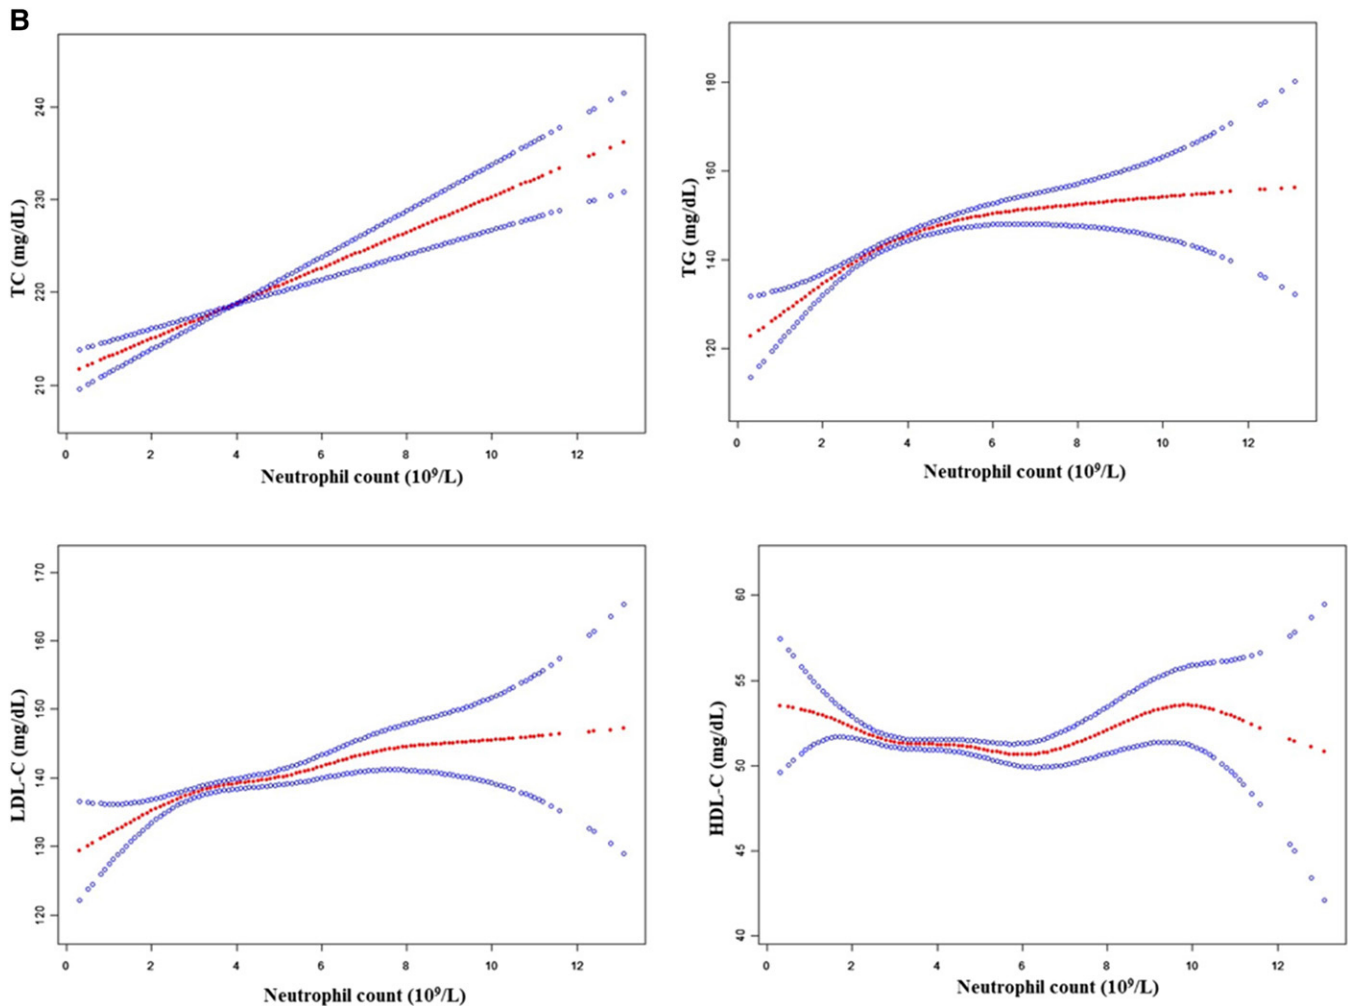 B
TC (mg/dL)
240
230
220
210
0 2 4 6 8 10 12
Neutrophil count (10⁹/L)
TG (mg/dL)
180
160
140
120
0 2 4 6 8 10 12
Neutrophil count (10⁹/L)
LDL-C (mg/dL)
170
160
150
140
130
120
0 2 4 6 8 10 12
Neutrophil count (10⁹/L)
HDL-C (mg/dL)
60
55
50
45
40
0 2 4 6 8 10 12
Neutrophil count (10⁹/L)